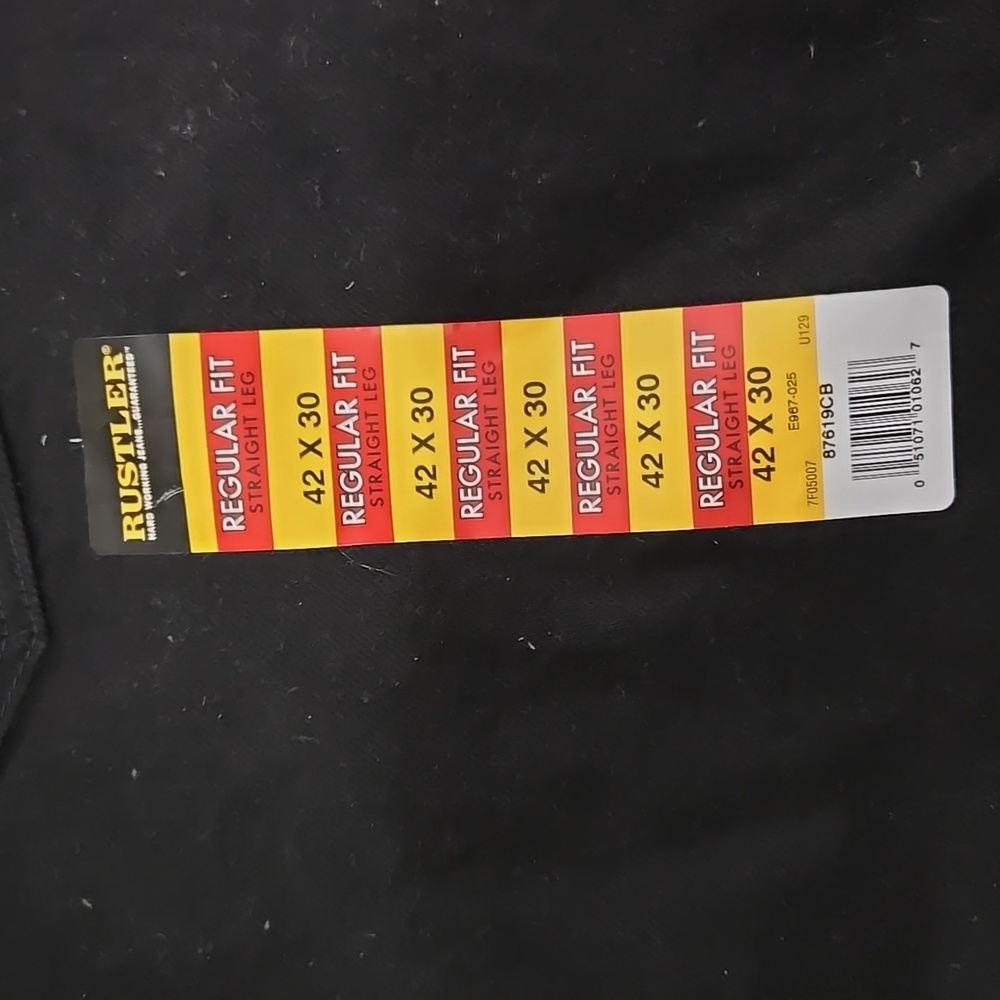 RUSTLER®
HARD WORKING JEANS...GUARANTEED™
REGULAR FIT
STRAIGHT LEG
42 X 30
REGULAR FIT
STRAIGHT LEG
42 X 30
REGULAR FIT
STRAIGHT LEG
42 X 30
REGULAR FIT
STRAIGHT LEG
42 X 30
REGULAR FIT
STRAIGHT LEG
42 X 30
E967-025
7F05007 U129
87619CB
0 51071 01062 7